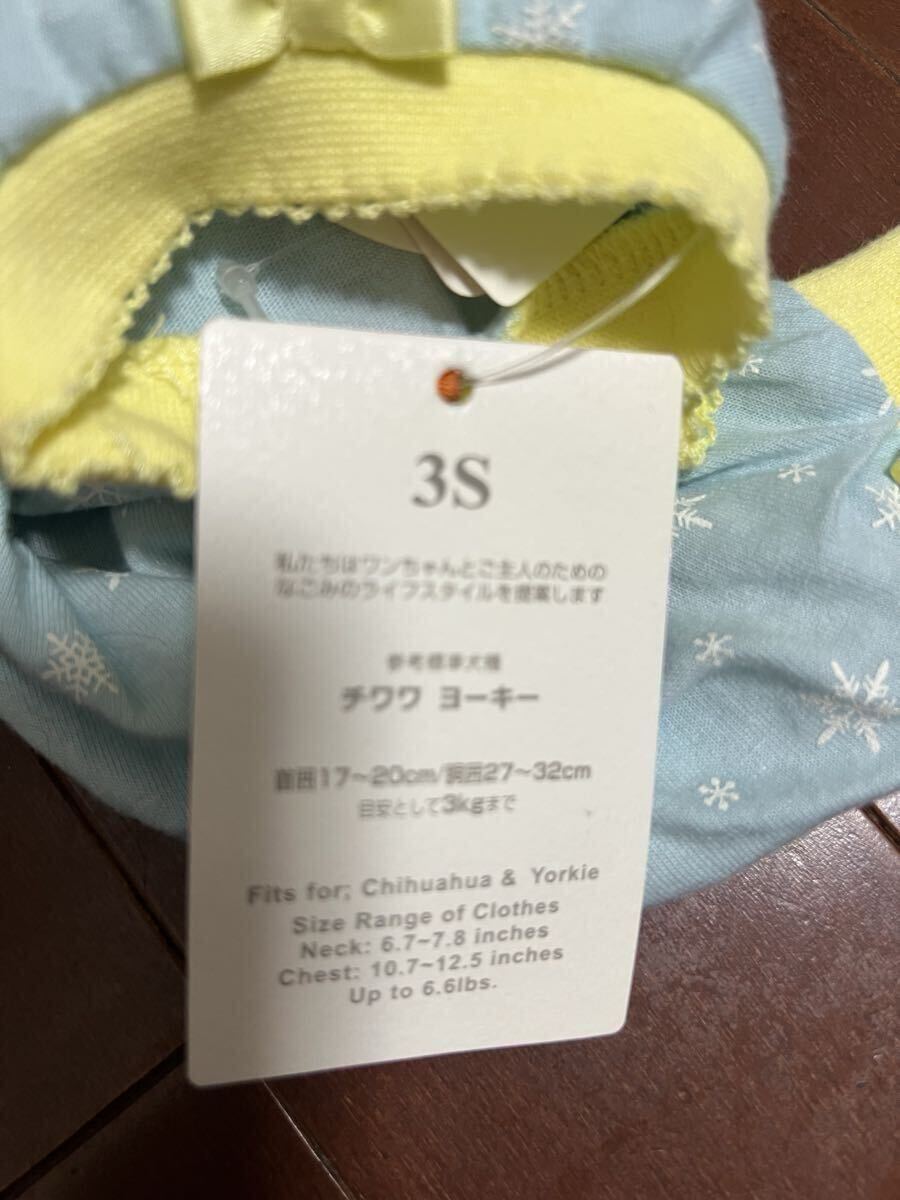 3S
私たちはワンちゃんとご主人のための
なごみのライフスタイルを提案します
参考標準犬種
チワワ ヨーキー
首囲17~20cm/胴囲27~32cm
目安として3kgまで
Fits for; Chihuahua & Yorkie
Size Range of Clothes
Neck: 6.7~7.8 inches
Chest: 10.7~12.5 inches
Up to 6.6lbs.